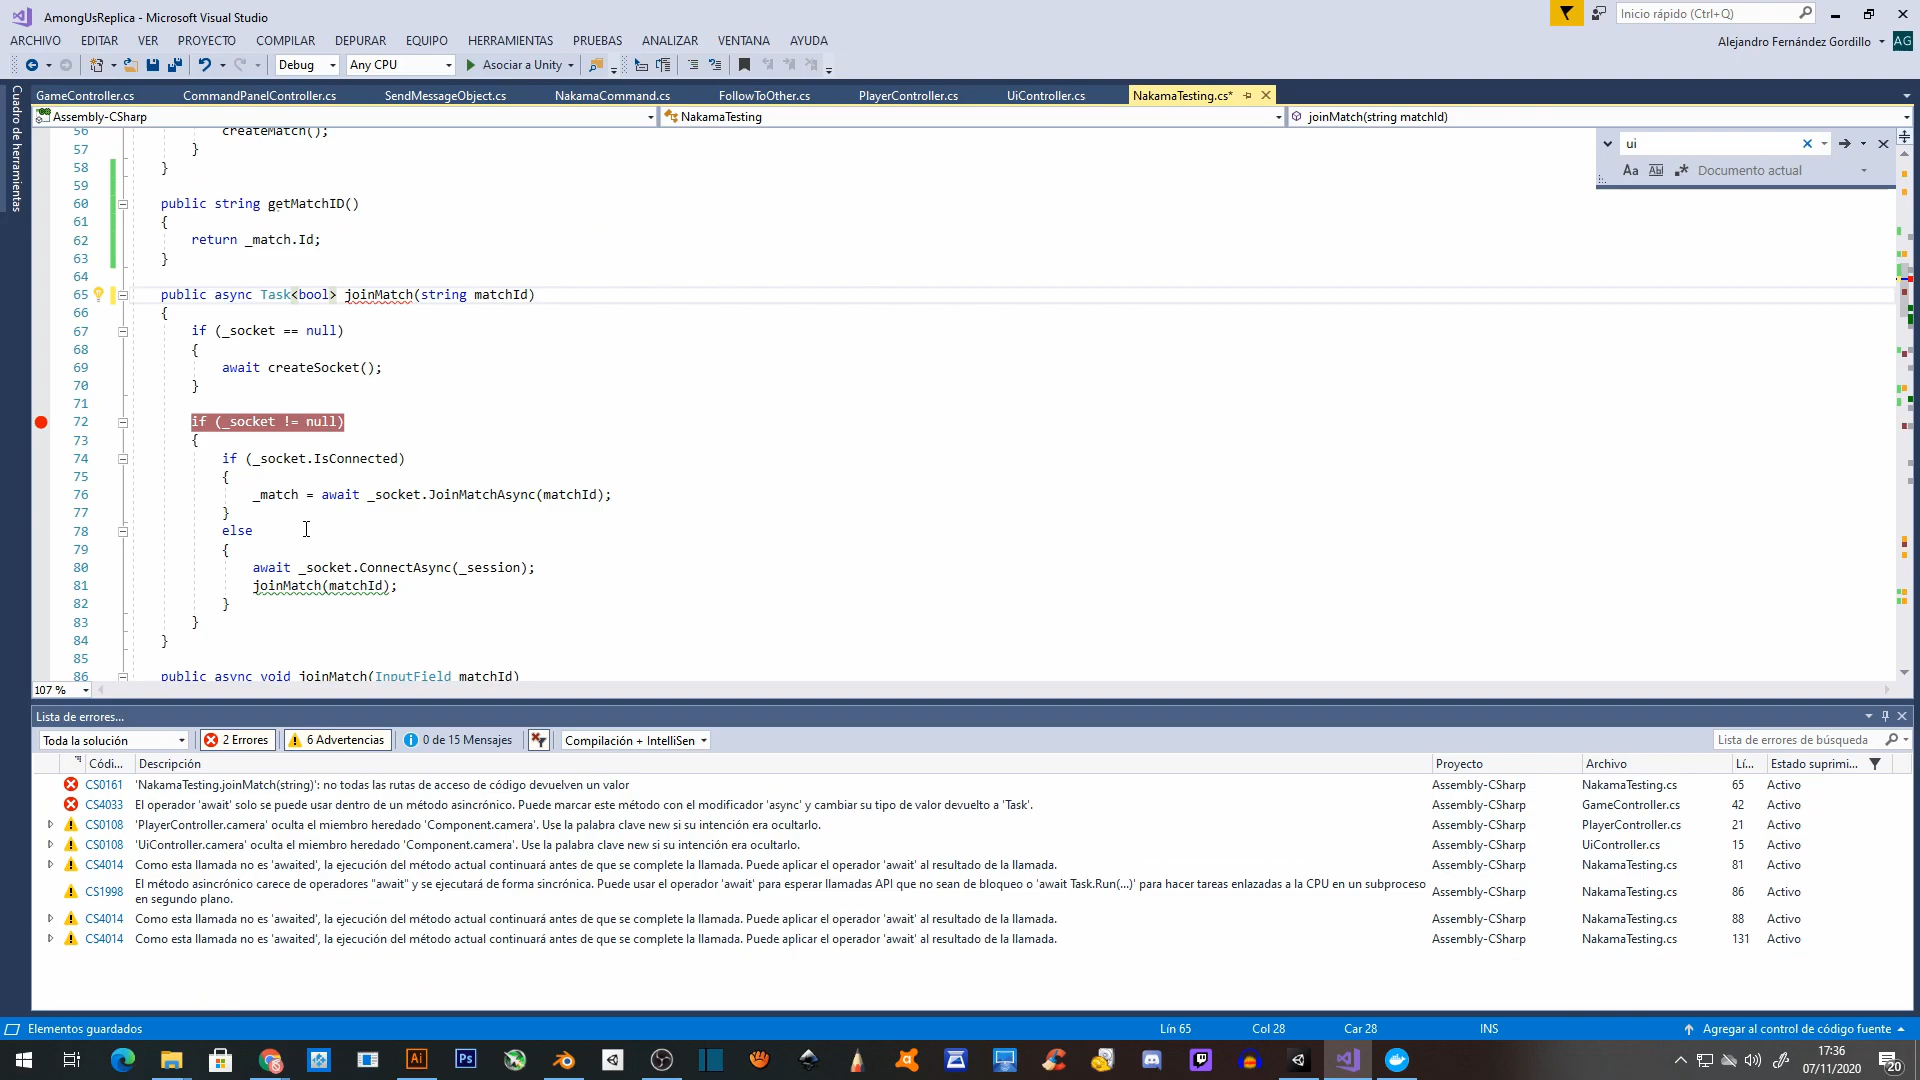 AmongUsReplica - Microsoft Visual Studio
Inicio rápido (Ctrl+Q)
ARCHIVO EDITAR VER PROYECTO COMPILAR DEPURAR EQUIPO HERRAMIENTAS PRUEBAS ANALIZAR VENTANA AYUDA
Alejandro Fernández Gordillo AG
Debug Any CPU Asociar a Unity
Cuadro de herramientas
GameController.cs CommandPanelController.cs SendMessageObject.cs NakamaCommand.cs FollowToOther.cs PlayerController.cs UiController.cs NakamaTesting.cs*
Assembly-CSharp NakamaTesting joinMatch(string matchId)
ui
Aa Ab Documento actual
56 createMatch();
57 }
58 }
59
60 public string getMatchID()
61 {
62 return _match.Id;
63 }
64
65 public async Task<bool> joinMatch(string matchId)
66 {
67 if (_socket == null)
68 {
69 await createSocket();
70 }
71
72 if (_socket != null)
73 {
74 if (_socket.IsConnected)
75 {
76 _match = await _socket.JoinMatchAsync(matchId);
77 }
78 else
79 {
80 await _socket.ConnectAsync(_session);
81 joinMatch(matchId);
82 }
83 }
84 }
85
86 public async void joinMatch(InputField matchId)
107 %
Lista de errores...
Toda la solución 2 Errores 6 Advertencias 0 de 15 Mensajes Compilación + IntelliSen Lista de errores de búsqueda
Códi... Descripción Proyecto Archivo Lí... Estado suprimi...
CS0161 'NakamaTesting.joinMatch(string)': no todas las rutas de acceso de código devuelven un valor Assembly-CSharp NakamaTesting.cs 65 Activo
CS4033 El operador 'await' solo se puede usar dentro de un método asincrónico. Puede marcar este método con el modificador 'async' y cambiar su tipo de valor devuelto a 'Task'. Assembly-CSharp GameController.cs 42 Activo
CS0108 'PlayerController.camera' oculta el miembro heredado 'Component.camera'. Use la palabra clave new si su intención era ocultarlo. Assembly-CSharp PlayerController.cs 21 Activo
CS0108 'UiController.camera' oculta el miembro heredado 'Component.camera'. Use la palabra clave new si su intención era ocultarlo. Assembly-CSharp UiController.cs 15 Activo
CS4014 Como esta llamada no es 'awaited', la ejecución del método actual continuará antes de que se complete la llamada. Puede aplicar el operador 'await' al resultado de la llamada. Assembly-CSharp NakamaTesting.cs 81 Activo
CS1998 El método asincrónico carece de operadores "await" y se ejecutará de forma sincrónica. Puede usar el operador 'await' para esperar llamadas API que no sean de bloqueo o 'await Task.Run(...)' para hacer tareas enlazadas a la CPU en un subproceso Assembly-CSharp NakamaTesting.cs 86 Activo
en segundo plano.
CS4014 Como esta llamada no es 'awaited', la ejecución del método actual continuará antes de que se complete la llamada. Puede aplicar el operador 'await' al resultado de la llamada. Assembly-CSharp NakamaTesting.cs 88 Activo
CS4014 Como esta llamada no es 'awaited', la ejecución del método actual continuará antes de que se complete la llamada. Puede aplicar el operador 'await' al resultado de la llamada. Assembly-CSharp NakamaTesting.cs 131 Activo
Elementos guardados Lín 65 Col 28 Car 28 INS Agregar al control de código fuente
Ai Ps
17:36
07/11/2020
20